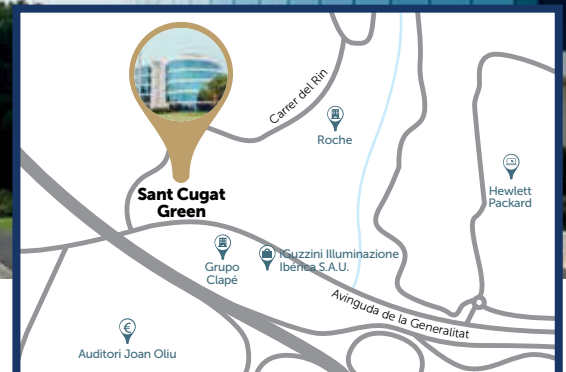 Carrer del Rin
Roche
Hewlett
Packard
Sant Cugat
Green
Grupo
Clapé
iGuzzini Illuminazione
Ibérica S.A.U.
Avinguda de la Generalitat
€
Auditori Joan Oliu